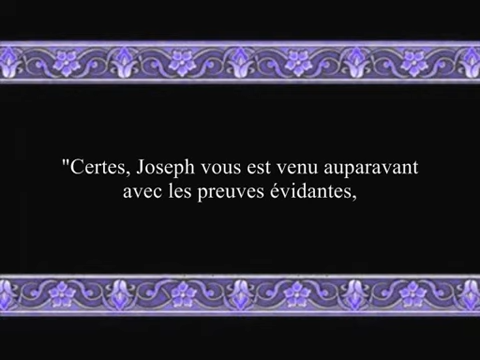 "Certes, Joseph vous est venu auparavant
avec les preuves évidantes,